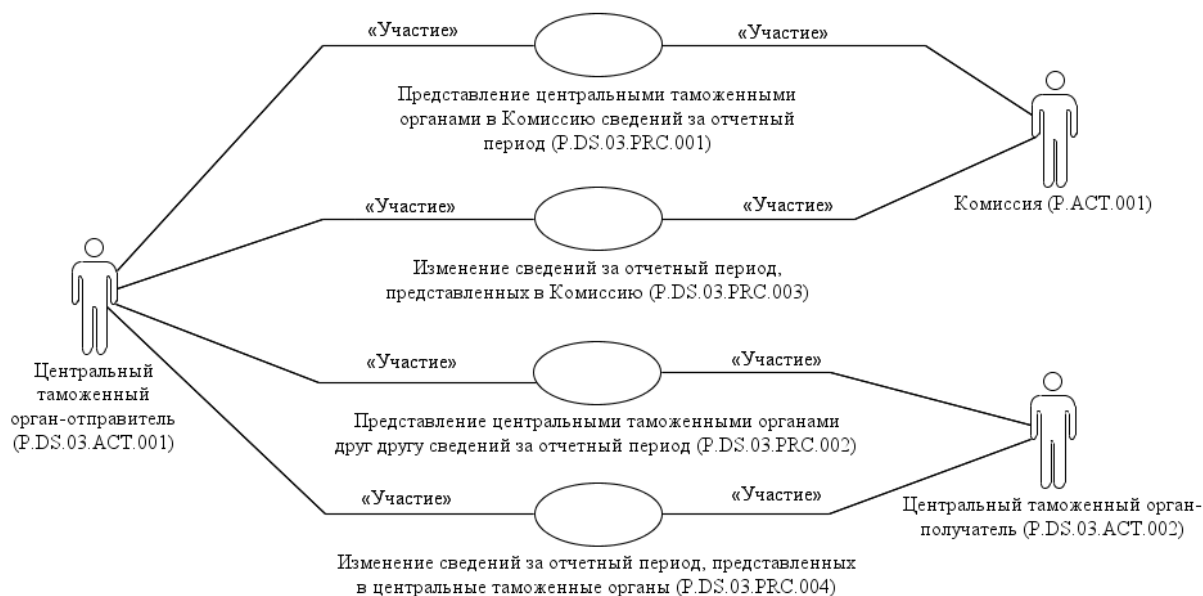 «Участие» «Участие»
Представление центральными таможенными
органами в Комиссию сведений за отчетный
период (P.DS.03.PRC.001)
Комиссия (P.ACT.001)
«Участие» «Участие»
Изменение сведений за отчетный период,
представленных в Комиссию (P.DS.03.PRC.003)
Центральный
таможенный
орган-отправитель
(P.DS.03.ACT.001)
«Участие» «Участие»
Представление центральными таможенными органами
друг другу сведений за отчетный период (P.DS.03.PRC.002)
«Участие» «Участие»
Центральный таможенный орган-
получатель (P.DS.03.ACT.002)
Изменение сведений за отчетный период, представленных
в центральные таможенные органы (P.DS.03.PRC.004)